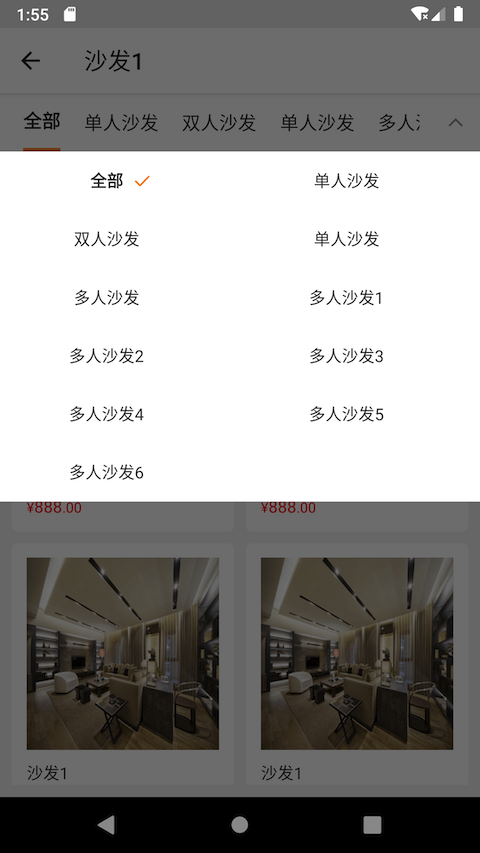 1:55
沙发1
全部 单人沙发 双人沙发 单人沙发 多人
全部 单人沙发
双人沙发 单人沙发
多人沙发 多人沙发1
多人沙发2 多人沙发3
多人沙发4 多人沙发5
多人沙发6
¥888.00 ¥888.00
沙发1 沙发1